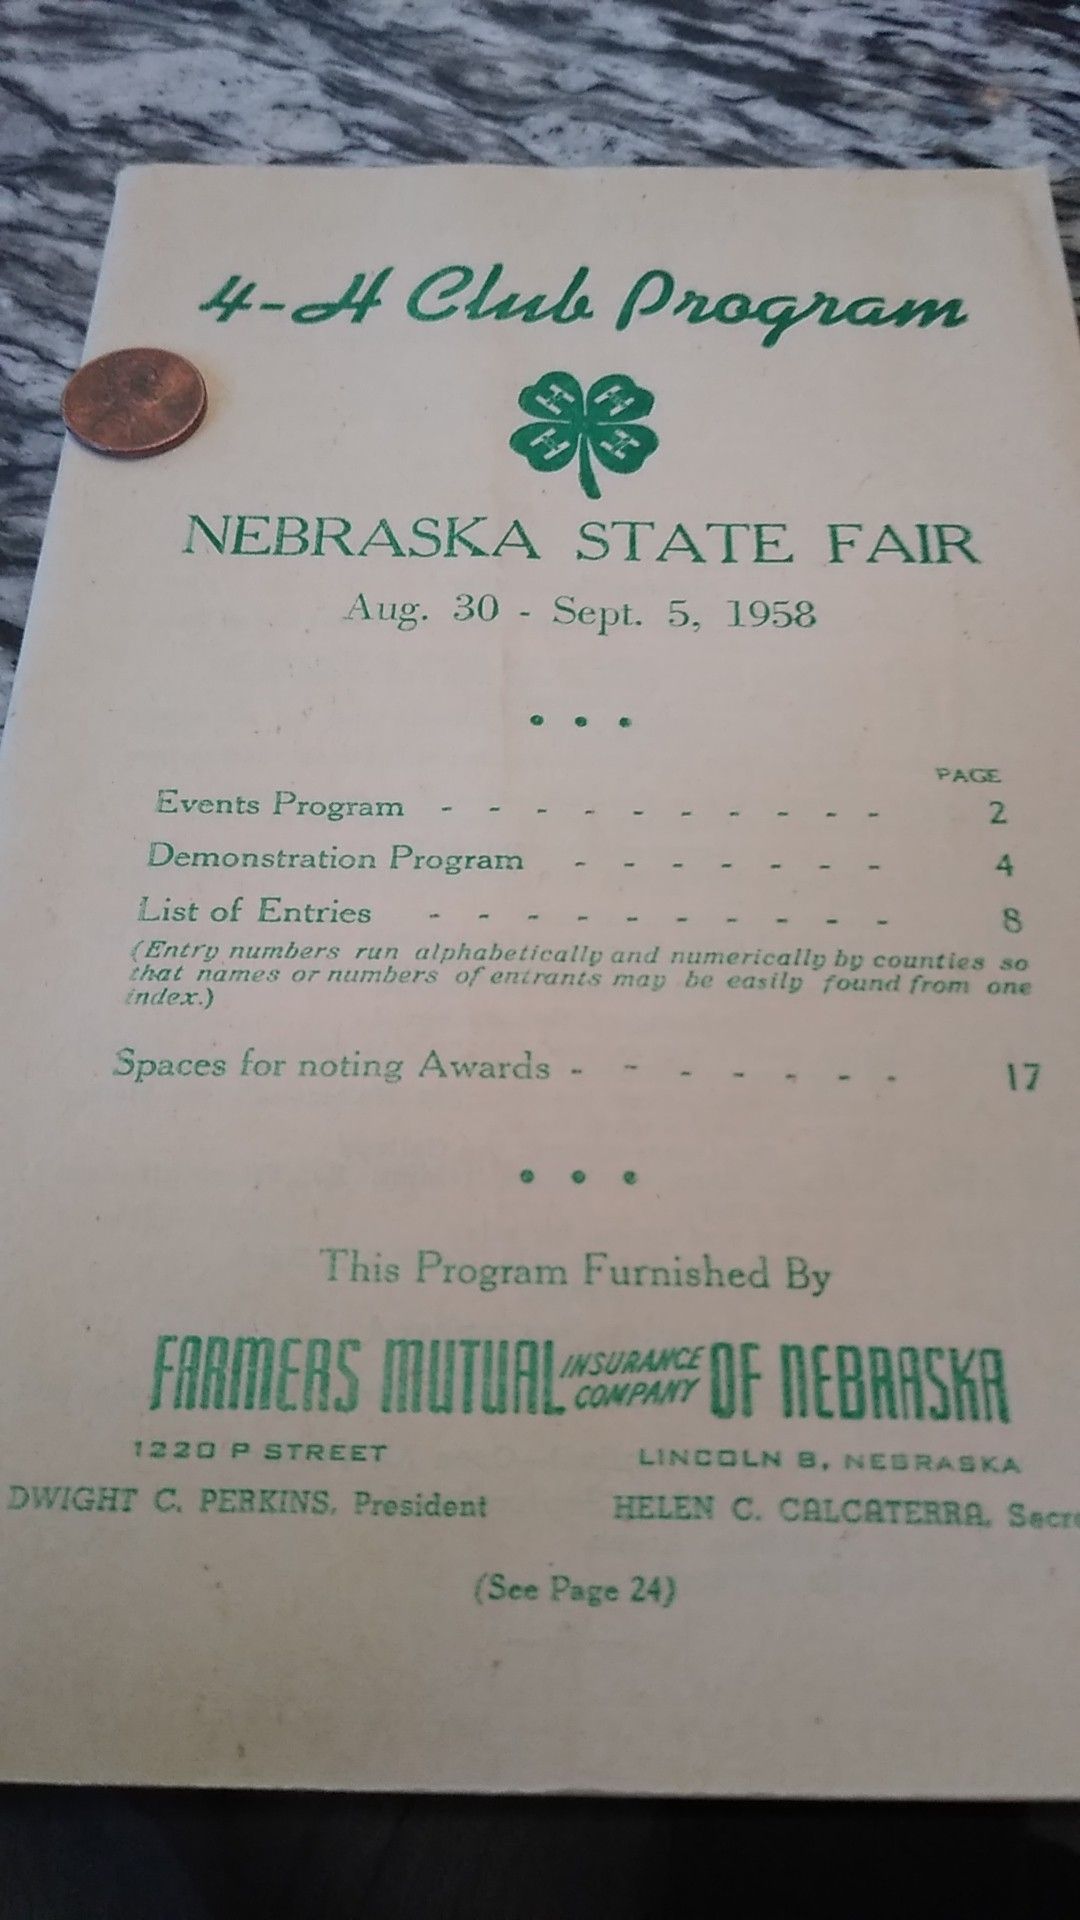 4-H Club Program
H H
H H
NEBRASKA STATE FAIR
Aug. 30 - Sept. 5, 1958
• • •
PAGE
Events Program - - - - - - - - - - 2
Demonstration Program - - - - - - - 4
List of Entries - - - - - - - - - - 8
(Entry numbers run alphabetically and numerically by counties so
that names or numbers of entrants may be easily found from one
index.)
Spaces for noting Awards - - - - - - - 17
• • •
This Program Furnished By
FARMERS MUTUAL INSURANCE COMPANY OF NEBRASKA
1220 P STREET LINCOLN 8, NEBRASKA
DWIGHT C. PERKINS, President HELEN C. CALCATERRA, Secre
(See Page 24)